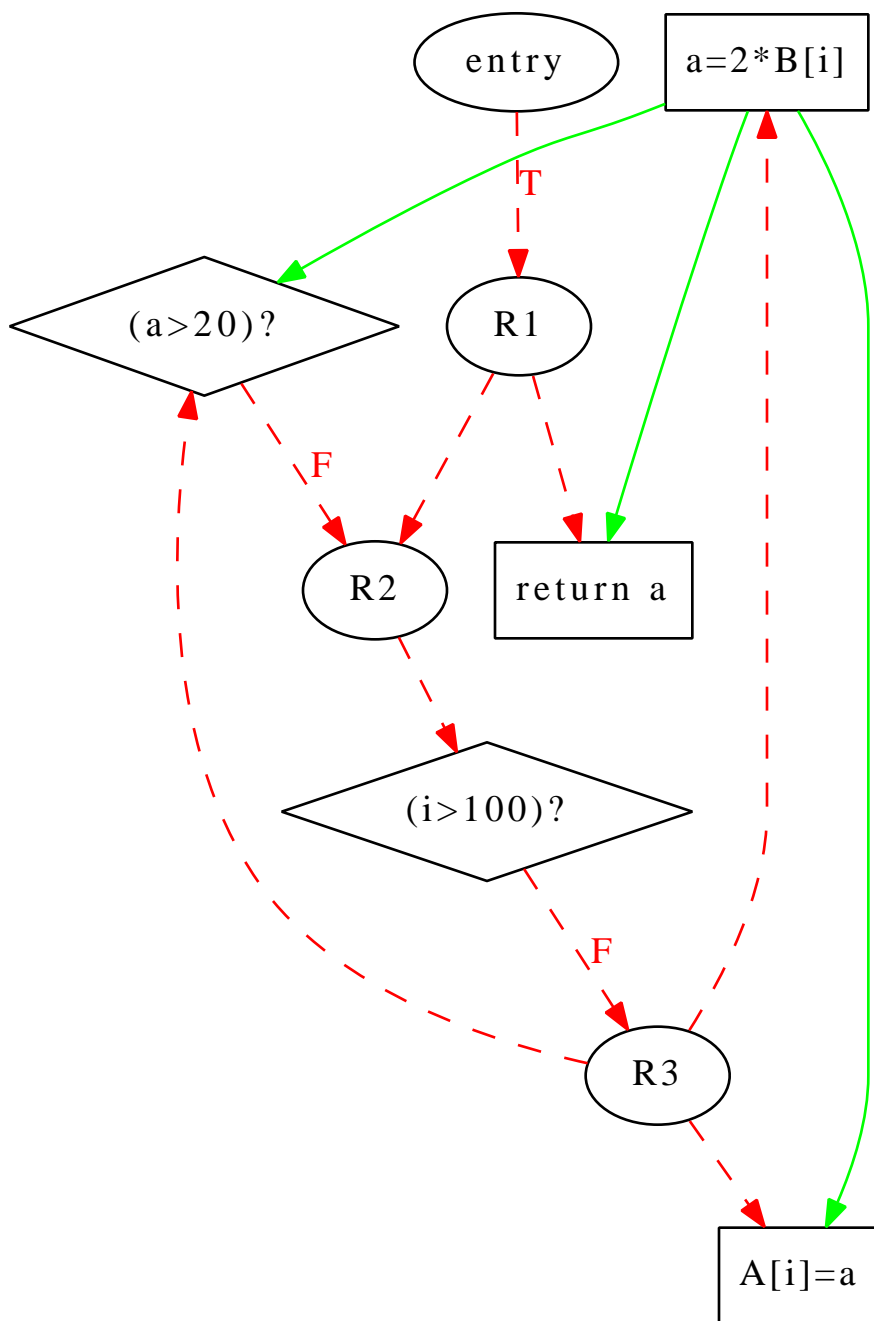 entry
a=2*B[i]
T
(a>20)?
R1
F
R2
return a
(i>100)?
F
R3
A[i]=a